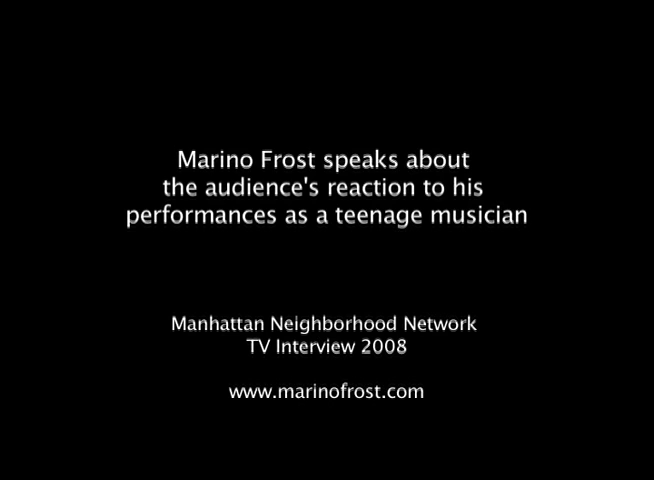 Marino Frost speaks about
the audience's reaction to his
performances as a teenage musician
Manhattan Neighborhood Network
TV Interview 2008
www.marinofrost.com